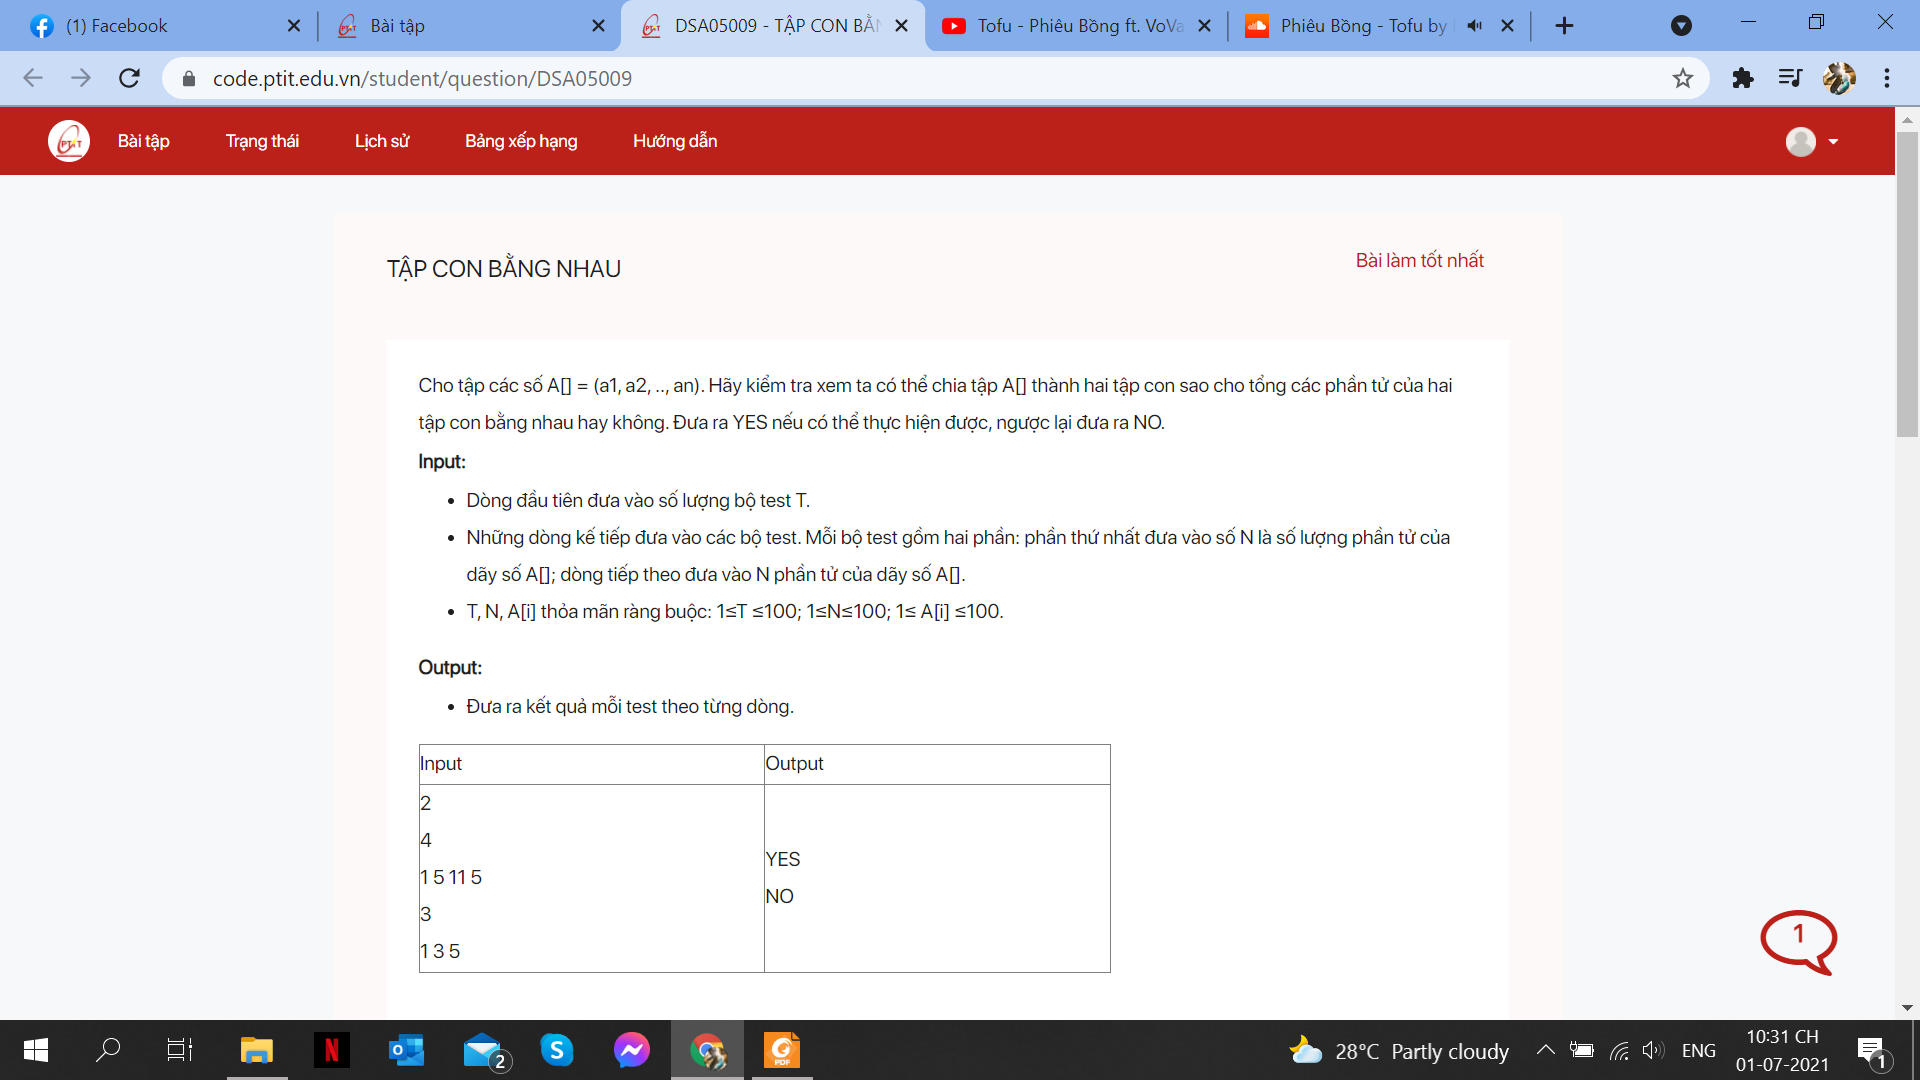 (1) Facebook
Bài tập
DSA05009 - TẬP CON BẰN
Tofu - Phiêu Bồng ft. VoVa
Phiêu Bồng - Tofu by
code.ptit.edu.vn/student/question/DSA05009
PTIT
Bài tập
Trạng thái
Lịch sử
Bảng xếp hạng
Hướng dẫn
TẬP CON BẰNG NHAU
Bài làm tốt nhất
Cho tập các số A[] = (a1, a2, .., an). Hãy kiểm tra xem ta có thể chia tập A[] thành hai tập con sao cho tổng các phần tử của hai
tập con bằng nhau hay không. Đưa ra YES nếu có thể thực hiện được, ngược lại đưa ra NO.
Input:
Dòng đầu tiên đưa vào số lượng bộ test T.
Những dòng kế tiếp đưa vào các bộ test. Mỗi bộ test gồm hai phần: phần thứ nhất đưa vào số N là số lượng phần tử của
dãy số A[]; dòng tiếp theo đưa vào N phần tử của dãy số A[].
T, N, A[i] thỏa mãn ràng buộc: 1≤T ≤100; 1≤N≤100; 1≤ A[i] ≤100.
Output:
Đưa ra kết quả mỗi test theo từng dòng.
Input
Output
2
4
1 5 11 5
3
1 3 5
YES
NO
1
2
PDF
28°C Partly cloudy
ENG
10:31 CH
01-07-2021
1